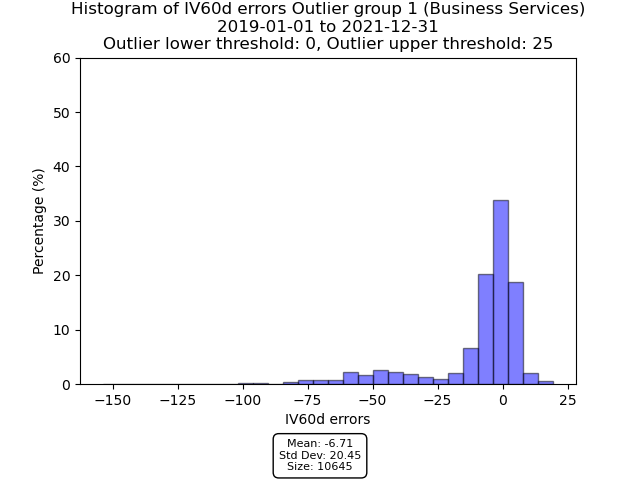 Histogram of IV60d errors Outlier group 1 (Business Services)
2019-01-01 to 2021-12-31
Outlier lower threshold: 0, Outlier upper threshold: 25
60
50
40
30
20
10
0
Percentage (%)
−150
−125
−100
−75
−50
−25
0
25
IV60d errors
Mean: -6.71
Std Dev: 20.45
Size: 10645